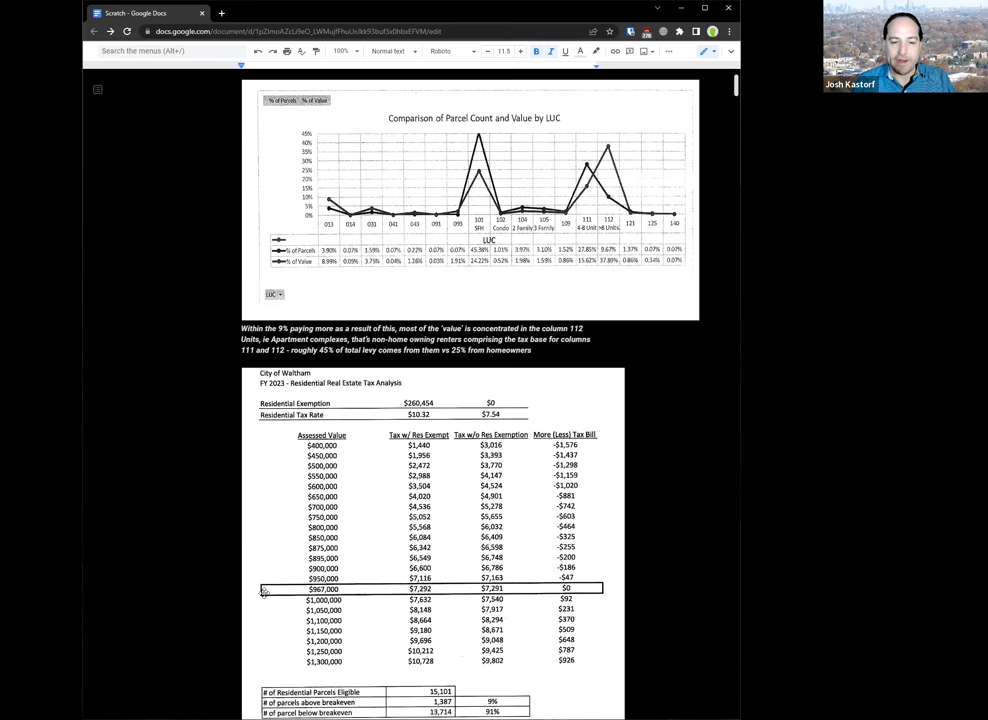 Scratch - Google Docs
docs.google.com/document/d/1pZImoAZcLi9eO_LWMujfFhuUxJkk93buf3x0hbxEFVM/edit
Search the menus (Alt+/)
100% Normal text Roboto 11.5 B I U A
Josh Kastorf
% of Parcels % of Value
Comparison of Parcel Count and Value by LUC
45%
40%
35%
30%
25%
20%
15%
10%
5%
0%
013 014 031 041 043 091 093 101 102 104 105 109 111 112 121 125 140
SFH Condo 2 Family 3 Family 4-8 Unit >8 Units
LUC
% of Parcels 3.90% 0.07% 1.59% 0.07% 0.22% 0.07% 0.07% 45.38% 1.01% 3.97% 3.10% 1.52% 27.85% 9.67% 1.37% 0.07% 0.07%
% of Value 8.99% 0.05% 3.75% 0.04% 1.26% 0.03% 1.91% 24.22% 0.52% 1.98% 1.59% 0.86% 15.62% 37.89% 0.86% 0.34% 0.07%
LUC
Within the 9% paying more as a result of this, most of the 'value' is concentrated in the column 112
Units, ie Apartment complexes, that's non-home owning renters comprising the tax base for columns
111 and 112 - roughly 45% of total levy comes from them vs 25% from homeowners
City of Waltham
FY 2023 - Residential Real Estate Tax Analysis
Residential Exemption $260,454 $0
Residential Tax Rate $10.32 $7.54
Assessed Value Tax w/ Res Exempt Tax w/o Res Exemption More (Less) Tax Bill
$400,000 $1,440 $3,016 -$1,576
$450,000 $1,956 $3,393 -$1,437
$500,000 $2,472 $3,770 -$1,298
$550,000 $2,988 $4,147 -$1,159
$600,000 $3,504 $4,524 -$1,020
$650,000 $4,020 $4,901 -$881
$700,000 $4,536 $5,278 -$742
$750,000 $5,052 $5,655 -$603
$800,000 $5,568 $6,032 -$464
$850,000 $6,084 $6,409 -$325
$875,000 $6,342 $6,598 -$255
$895,000 $6,549 $6,748 -$200
$900,000 $6,600 $6,786 -$186
$950,000 $7,116 $7,163 -$47
$967,000 $7,292 $7,291 $0
$1,000,000 $7,632 $7,540 $92
$1,050,000 $8,148 $7,917 $231
$1,100,000 $8,664 $8,294 $370
$1,150,000 $9,180 $8,671 $509
$1,200,000 $9,696 $9,048 $648
$1,250,000 $10,212 $9,425 $787
$1,300,000 $10,728 $9,802 $926
# of Residential Parcels Eligible 15,101
# of parcels above breakeven 1,387 9%
# of parcel below breakeven 13,714 91%